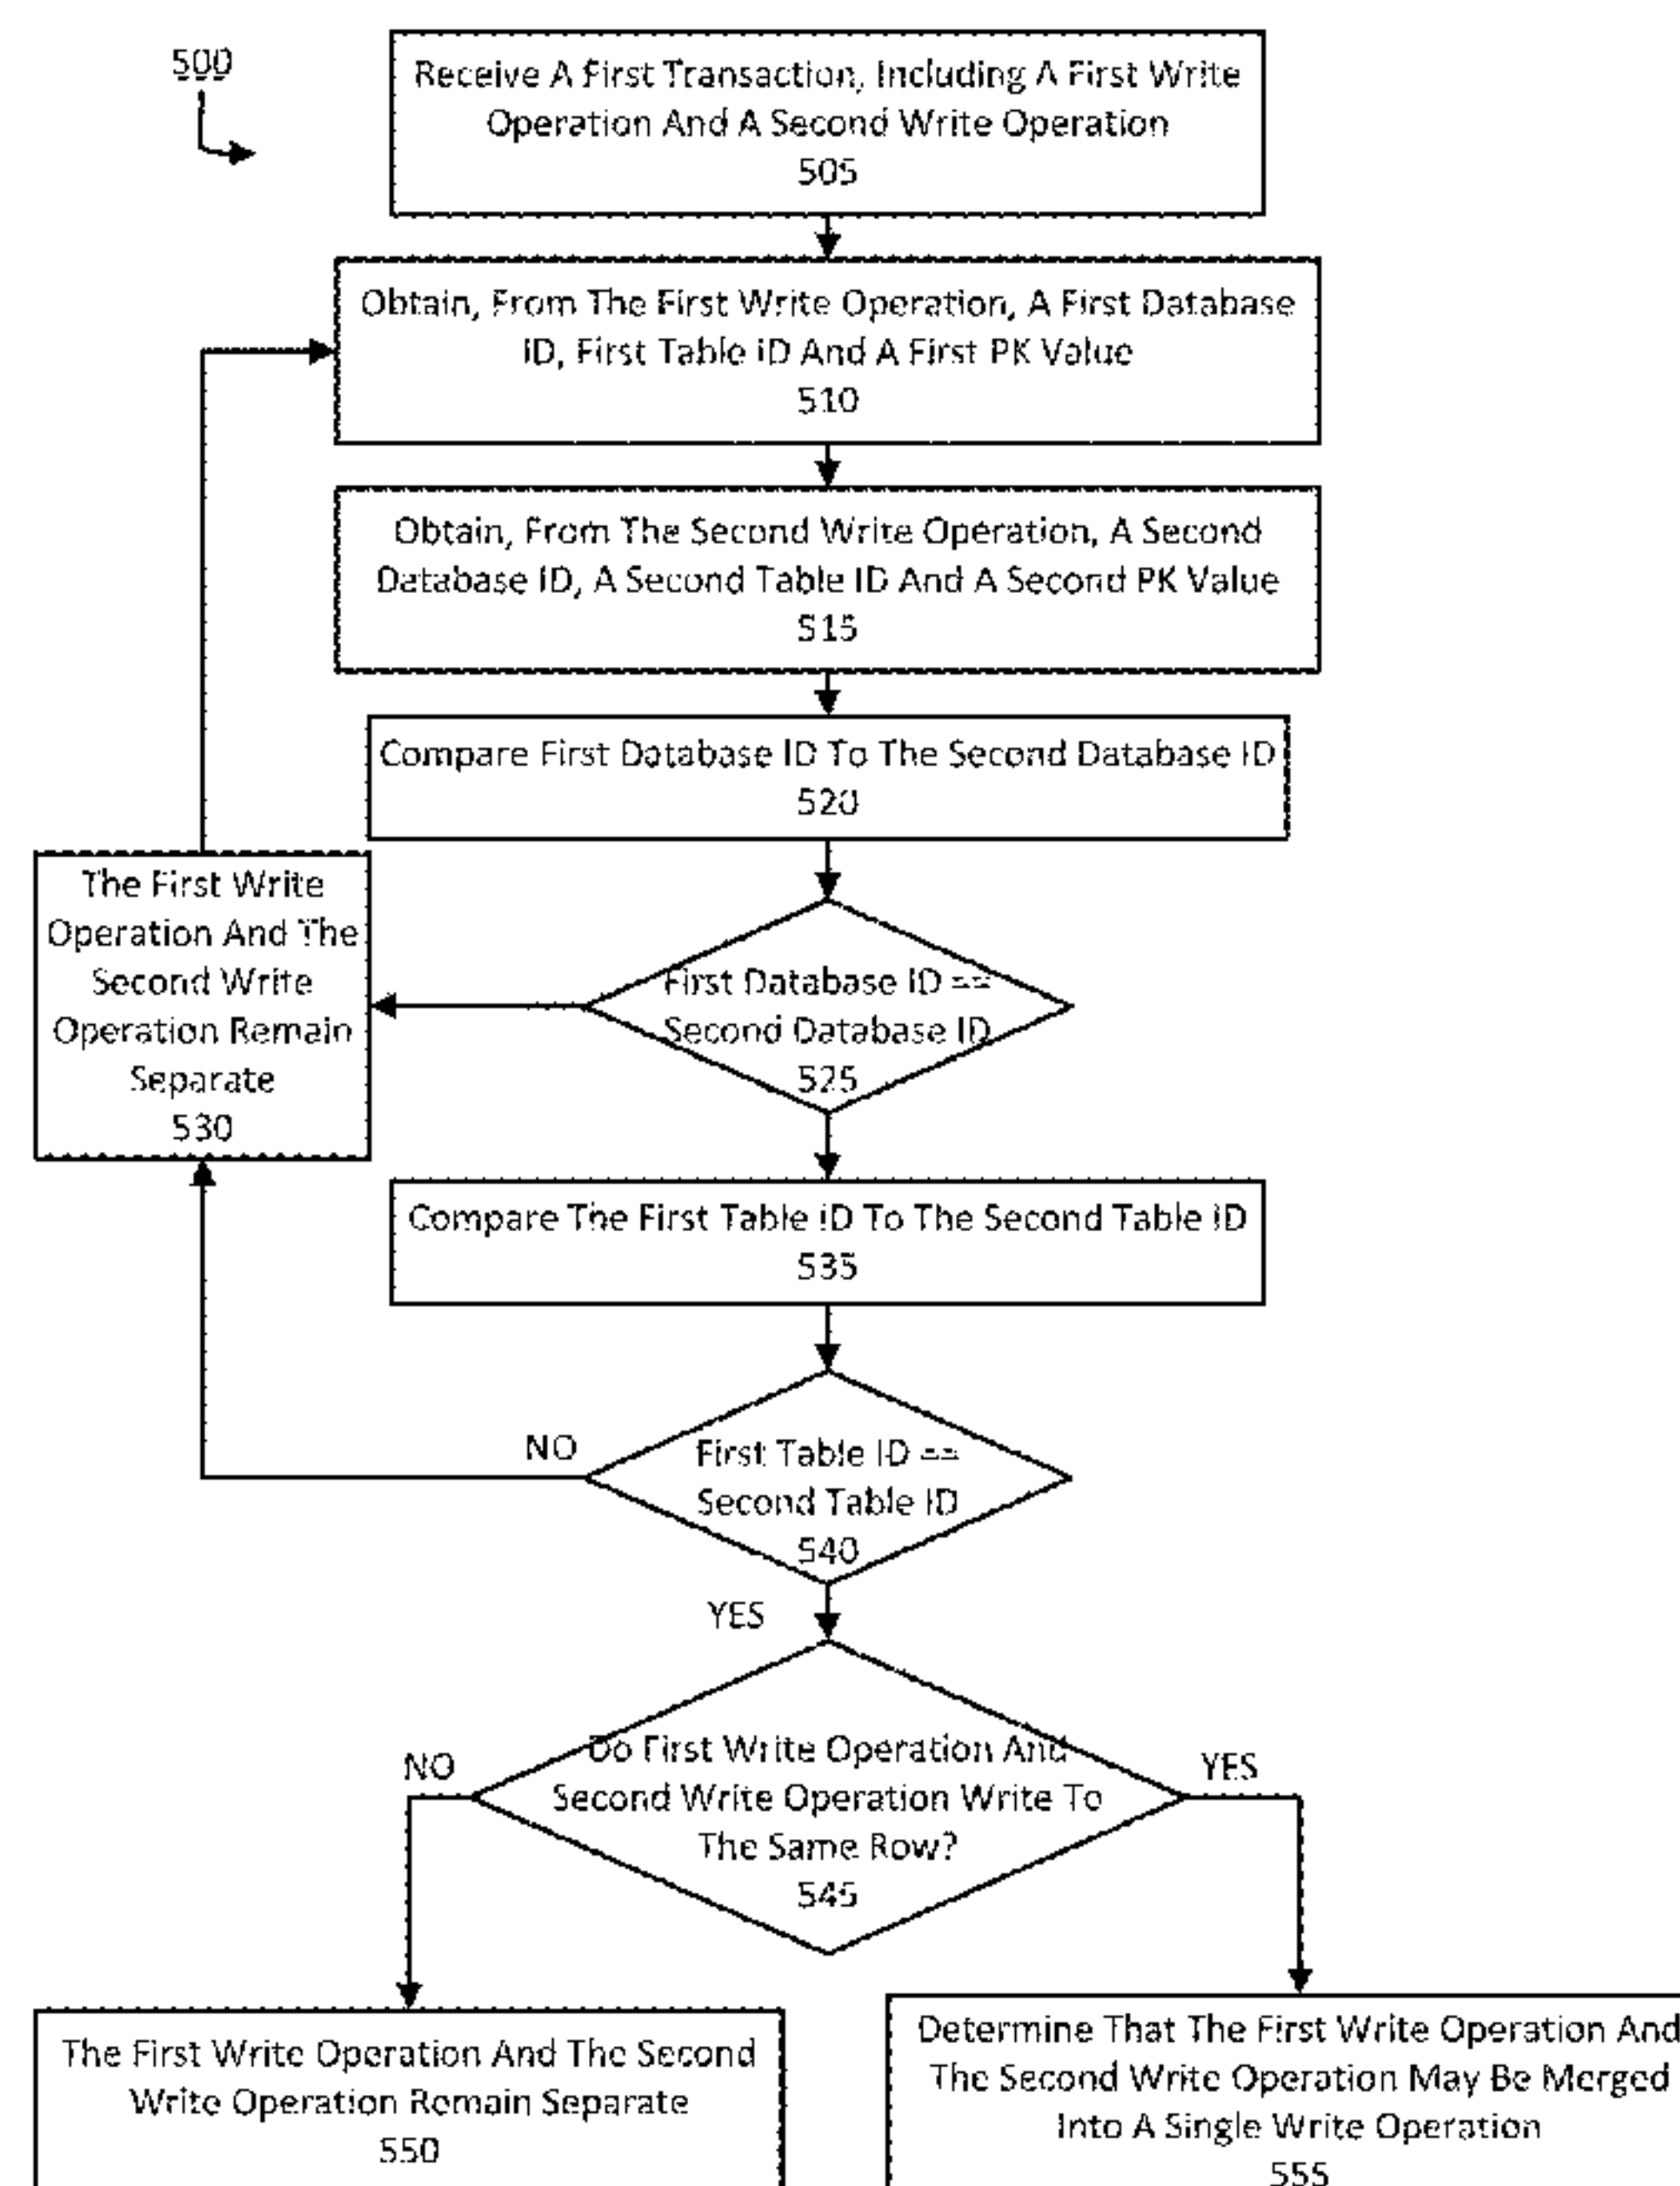 500
Receive A First Transaction, Including A First Write
Operation And A Second Write Operation
505
Obtain, From The First Write Operation, A First Database
ID, First Table ID And A First PK Value
510
Obtain, From The Second Write Operation, A Second
Database ID, A Second Table ID And A Second PK Value
515
Compare First Database ID To The Second Database ID
520
The First Write
Operation And The
Second Write
Operation Remain
Separate
530
First Database ID ==
Second Database ID
525
Compare The First Table ID To The Second Table ID
535
NO
First Table ID ==
Second Table ID
540
YES
NO
Do First Write Operation And
Second Write Operation Write To
The Same Row?
545
YES
The First Write Operation And The Second
Write Operation Remain Separate
550
Determine That The First Write Operation And
The Second Write Operation May Be Merged
Into A Single Write Operation
555